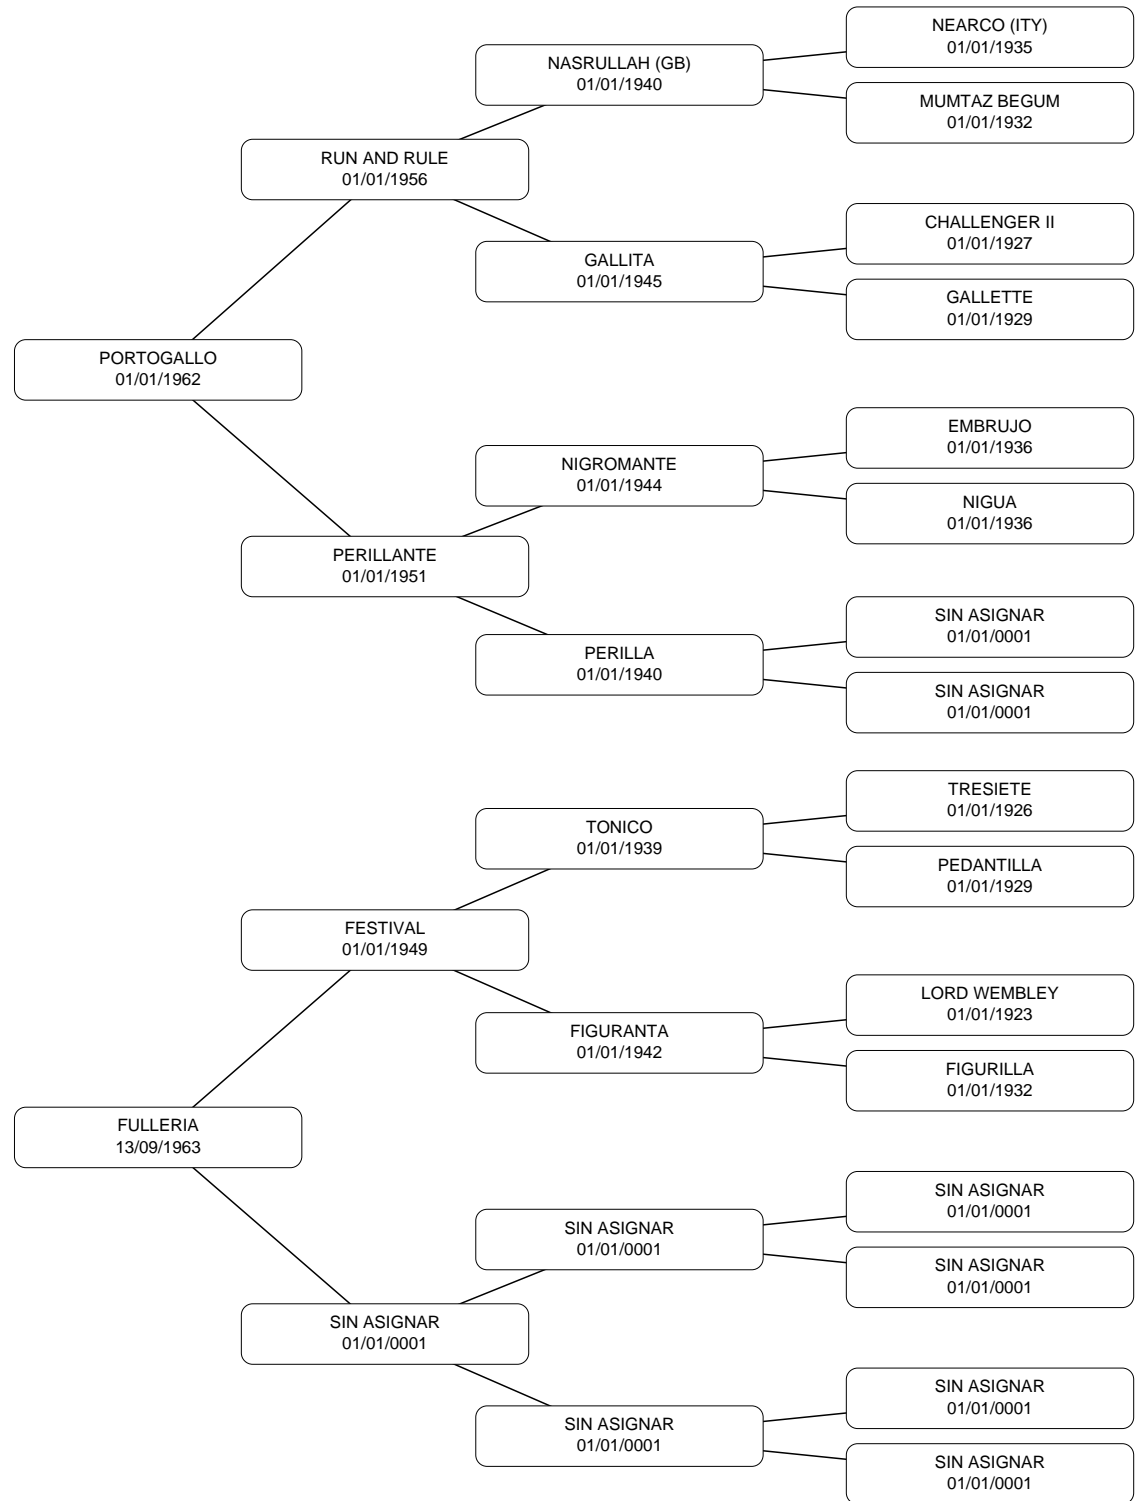 NEARCO (ITY)
01/01/1935
NASRULLAH (GB)
01/01/1940
MUMTAZ BEGUM
01/01/1932
RUN AND RULE
01/01/1956
CHALLENGER II
01/01/1927
GALLITA
01/01/1945
GALLETTE
01/01/1929
PORTOGALLO
01/01/1962
EMBRUJO
01/01/1936
NIGROMANTE
01/01/1944
NIGUA
01/01/1936
PERILLANTE
01/01/1951
SIN ASIGNAR
01/01/0001
PERILLA
01/01/1940
SIN ASIGNAR
01/01/0001
TRESIETE
01/01/1926
TONICO
01/01/1939
PEDANTILLA
01/01/1929
FESTIVAL
01/01/1949
LORD WEMBLEY
01/01/1923
FIGURANTA
01/01/1942
FIGURILLA
01/01/1932
FULLERIA
13/09/1963
SIN ASIGNAR
01/01/0001
SIN ASIGNAR
01/01/0001
SIN ASIGNAR
01/01/0001
SIN ASIGNAR
01/01/0001
SIN ASIGNAR
01/01/0001
SIN ASIGNAR
01/01/0001
SIN ASIGNAR
01/01/0001